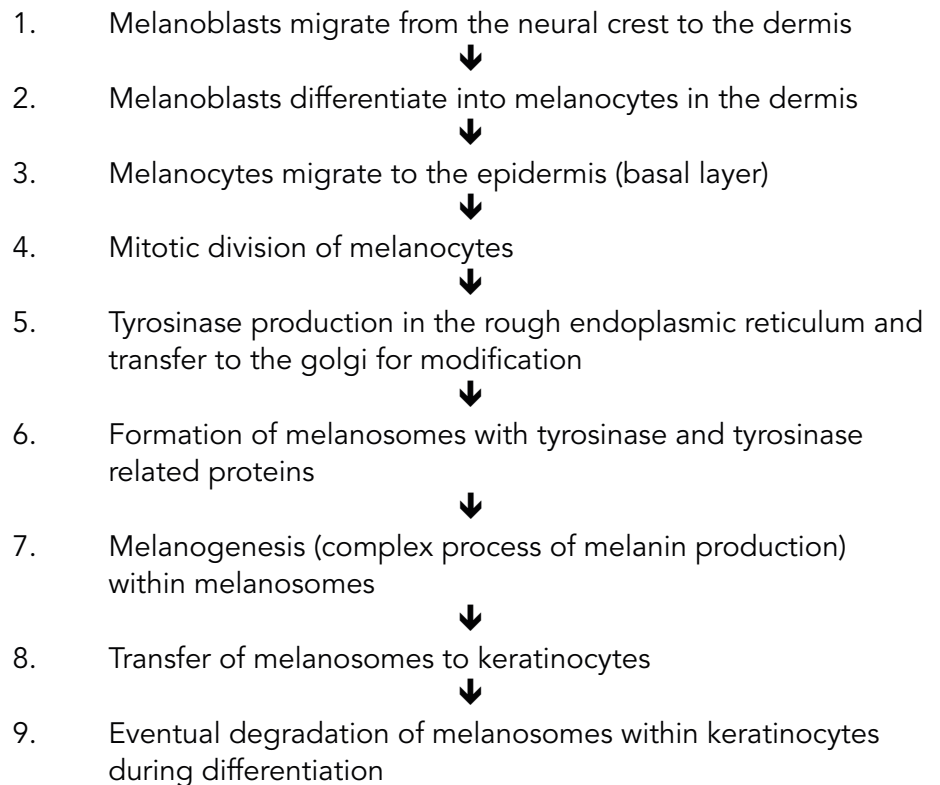 1. Melanoblasts migrate from the neural crest to the dermis
2. Melanoblasts differentiate into melanocytes in the dermis
3. Melanocytes migrate to the epidermis (basal layer)
4. Mitotic division of melanocytes
5. Tyrosinase production in the rough endoplasmic reticulum and
transfer to the golgi for modification
6. Formation of melanosomes with tyrosinase and tyrosinase
related proteins
7. Melanogenesis (complex process of melanin production)
within melanosomes
8. Transfer of melanosomes to keratinocytes
9. Eventual degradation of melanosomes within keratinocytes
during differentiation